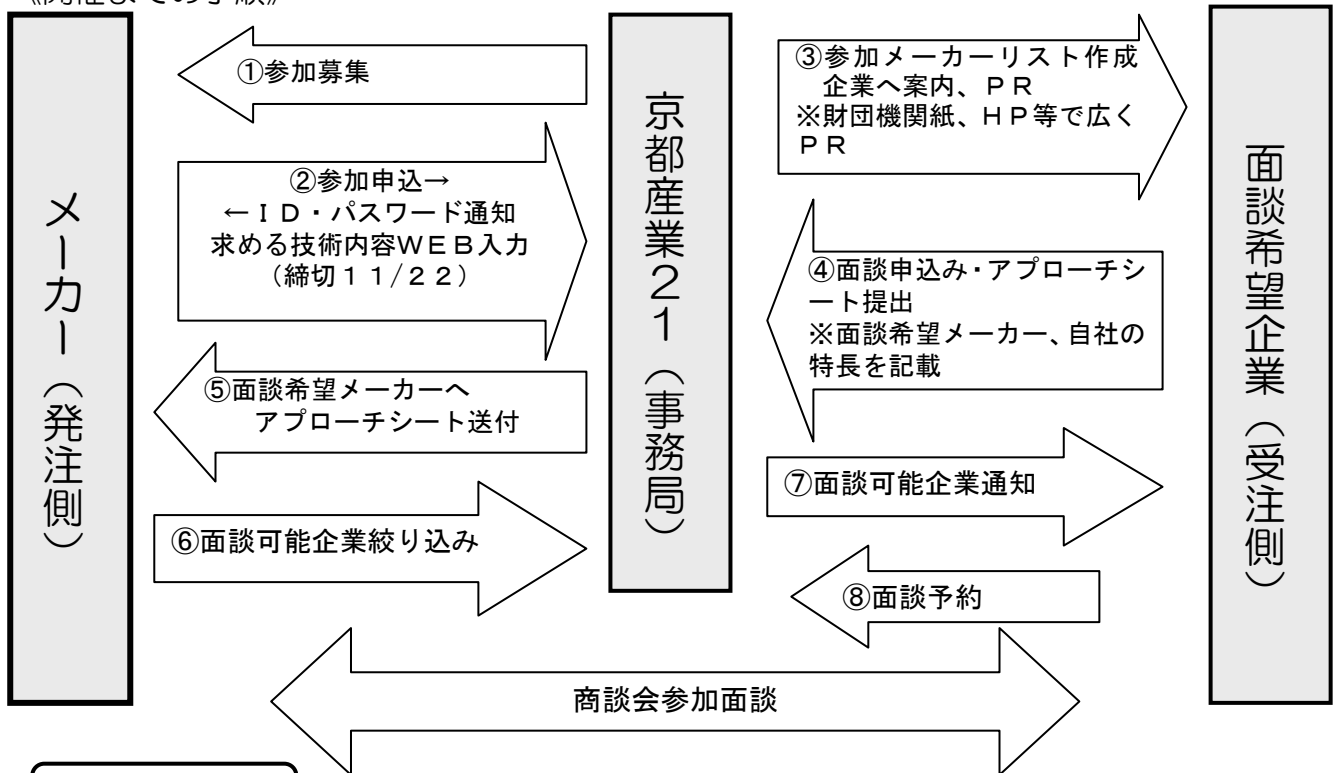 《開催までの手順》
メーカー（発注側）
京都産業２１（事務局）
面談希望企業（受注側）
①参加募集
②参加申込→
←ＩＤ・パスワード通知
求める技術内容ＷＥＢ入力
（締切１１/２２）
③参加メーカーリスト作成
企業へ案内、ＰＲ
※財団機関紙、ＨＰ等で広く
ＰＲ
④面談申込み・アプローチシ
ート提出
※面談希望メーカー、自社の
特長を記載
⑤面談希望メーカーへ
アプローチシート送付
⑥面談可能企業絞り込み
⑦面談可能企業通知
⑧面談予約
商談会参加面談